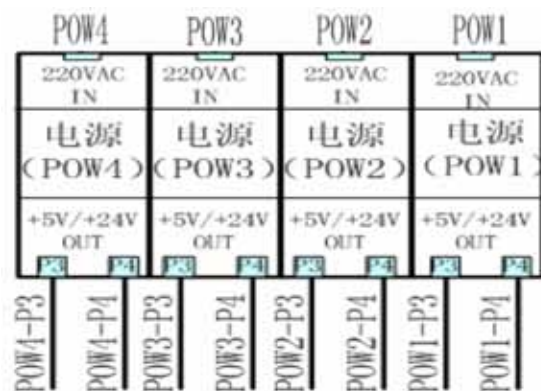 POW4 POW3 POW2 POW1
220VAC 220VAC 220VAC 220VAC
IN IN IN IN
电源 电源 电源 电源
(POW4) (POW3) (POW2) (POW1)
+5V/+24V +5V/+24V +5V/+24V +5V/+24V
OUT OUT OUT OUT
P3 P4 P3 P4 P3 P4 P3 P4
POW4-P3 POW4-P4 POW3-P3 POW3-P4 POW2-P3 POW2-P4 POW1-P3 POW1-P4